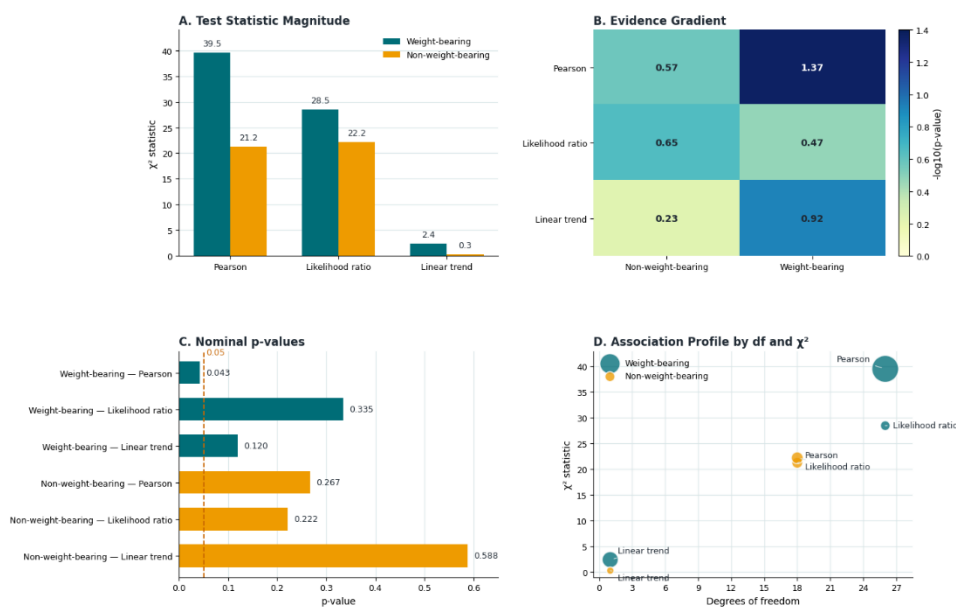 A. Test Statistic Magnitude
χ² statistic
40
35
30
25
20
15
10
5
0
39.5
21.2
28.5
22.2
2.4
0.3
Weight-bearing
Non-weight-bearing
Pearson
Likelihood ratio
Linear trend
B. Evidence Gradient
Pearson
Likelihood ratio
Linear trend
0.57
1.37
0.65
0.47
0.23
0.92
Non-weight-bearing
Weight-bearing
1.4
1.2
1.0
0.8
0.6
0.4
0.2
0.0
-log10(p-value)
C. Nominal p-values
0.05
Weight-bearing — Pearson
0.043
Weight-bearing — Likelihood ratio
0.335
Weight-bearing — Linear trend
0.120
Non-weight-bearing — Pearson
0.267
Non-weight-bearing — Likelihood ratio
0.222
Non-weight-bearing — Linear trend
0.588
0.0
0.1
0.2
0.3
0.4
0.5
0.6
p-value
D. Association Profile by df and χ²
χ² statistic
40
35
30
25
20
15
10
5
0
Weight-bearing
Non-weight-bearing
Pearson
Likelihood ratio
Pearson
Likelihood ratio
Linear trend
Linear trend
0
3
6
9
12
15
18
21
24
27
Degrees of freedom